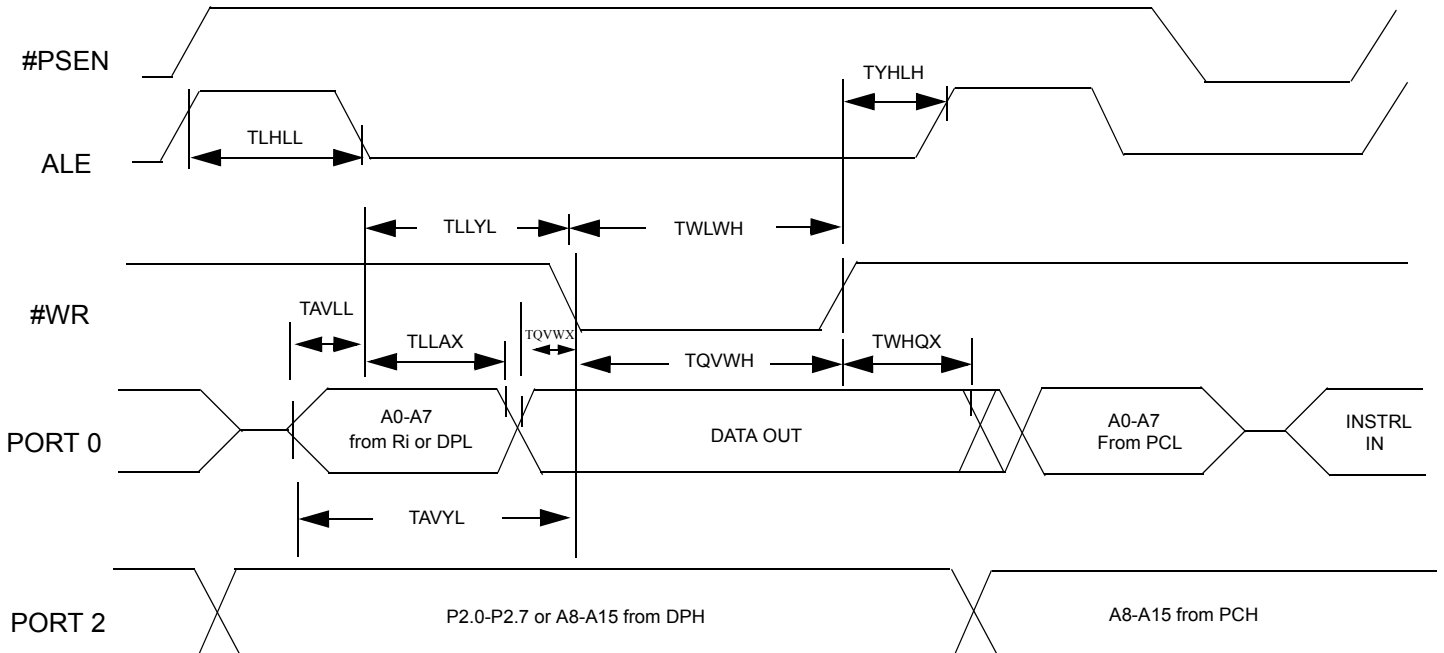 #PSEN
TYHLH
TLHLL
ALE
TLLYL
TWLWH
#WR
TAVLL
TLLAX
TQVWX
TQVWH
TWHQX
PORT 0
A0-A7
from Ri or DPL
DATA OUT
A0-A7
From PCL
INSTRL
IN
TAVYL
PORT 2
P2.0-P2.7 or A8-A15 from DPH
A8-A15 from PCH